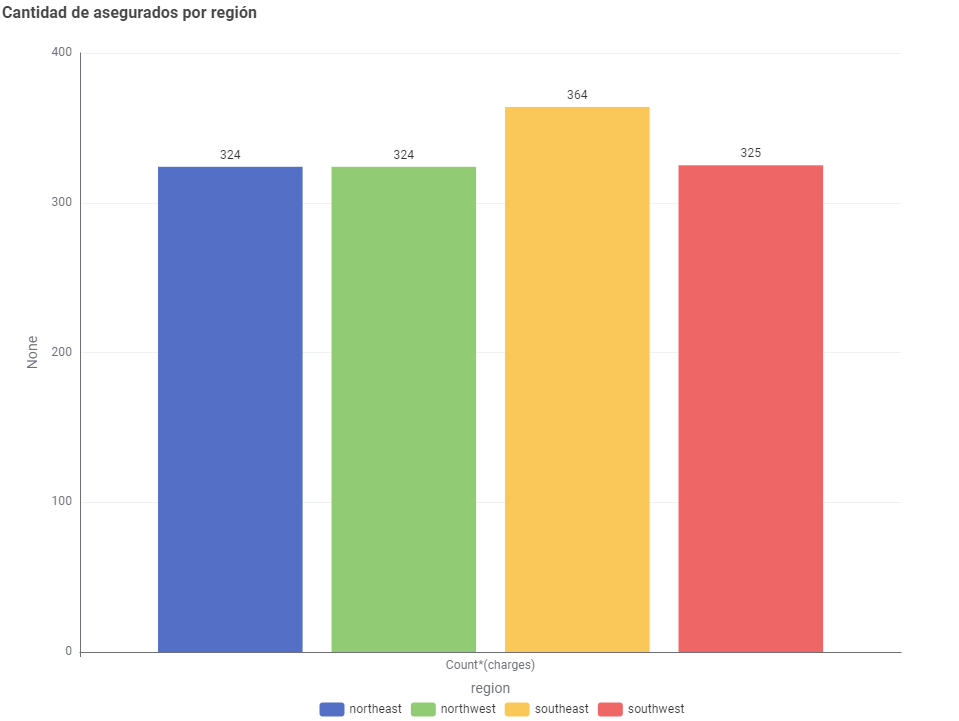 Cantidad de asegurados por región
400
364
324
324
325
300
None
200
100
0
Count*(charges)
region
northeast northwest southeast southwest